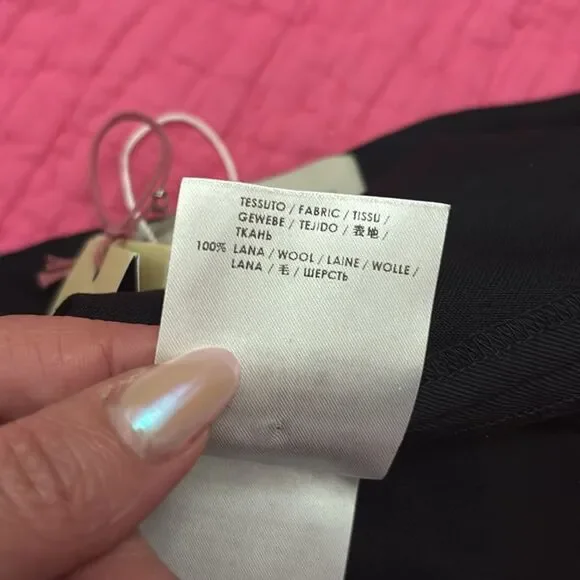 TESSUTO / FABRIC / TISSU /
GEWEBE / TEJIDO / 表地 /
ТКАНЬ
100% LANA / WOOL / LAINE / WOLLE /
LANA / 毛 / ШЕРСТЬ